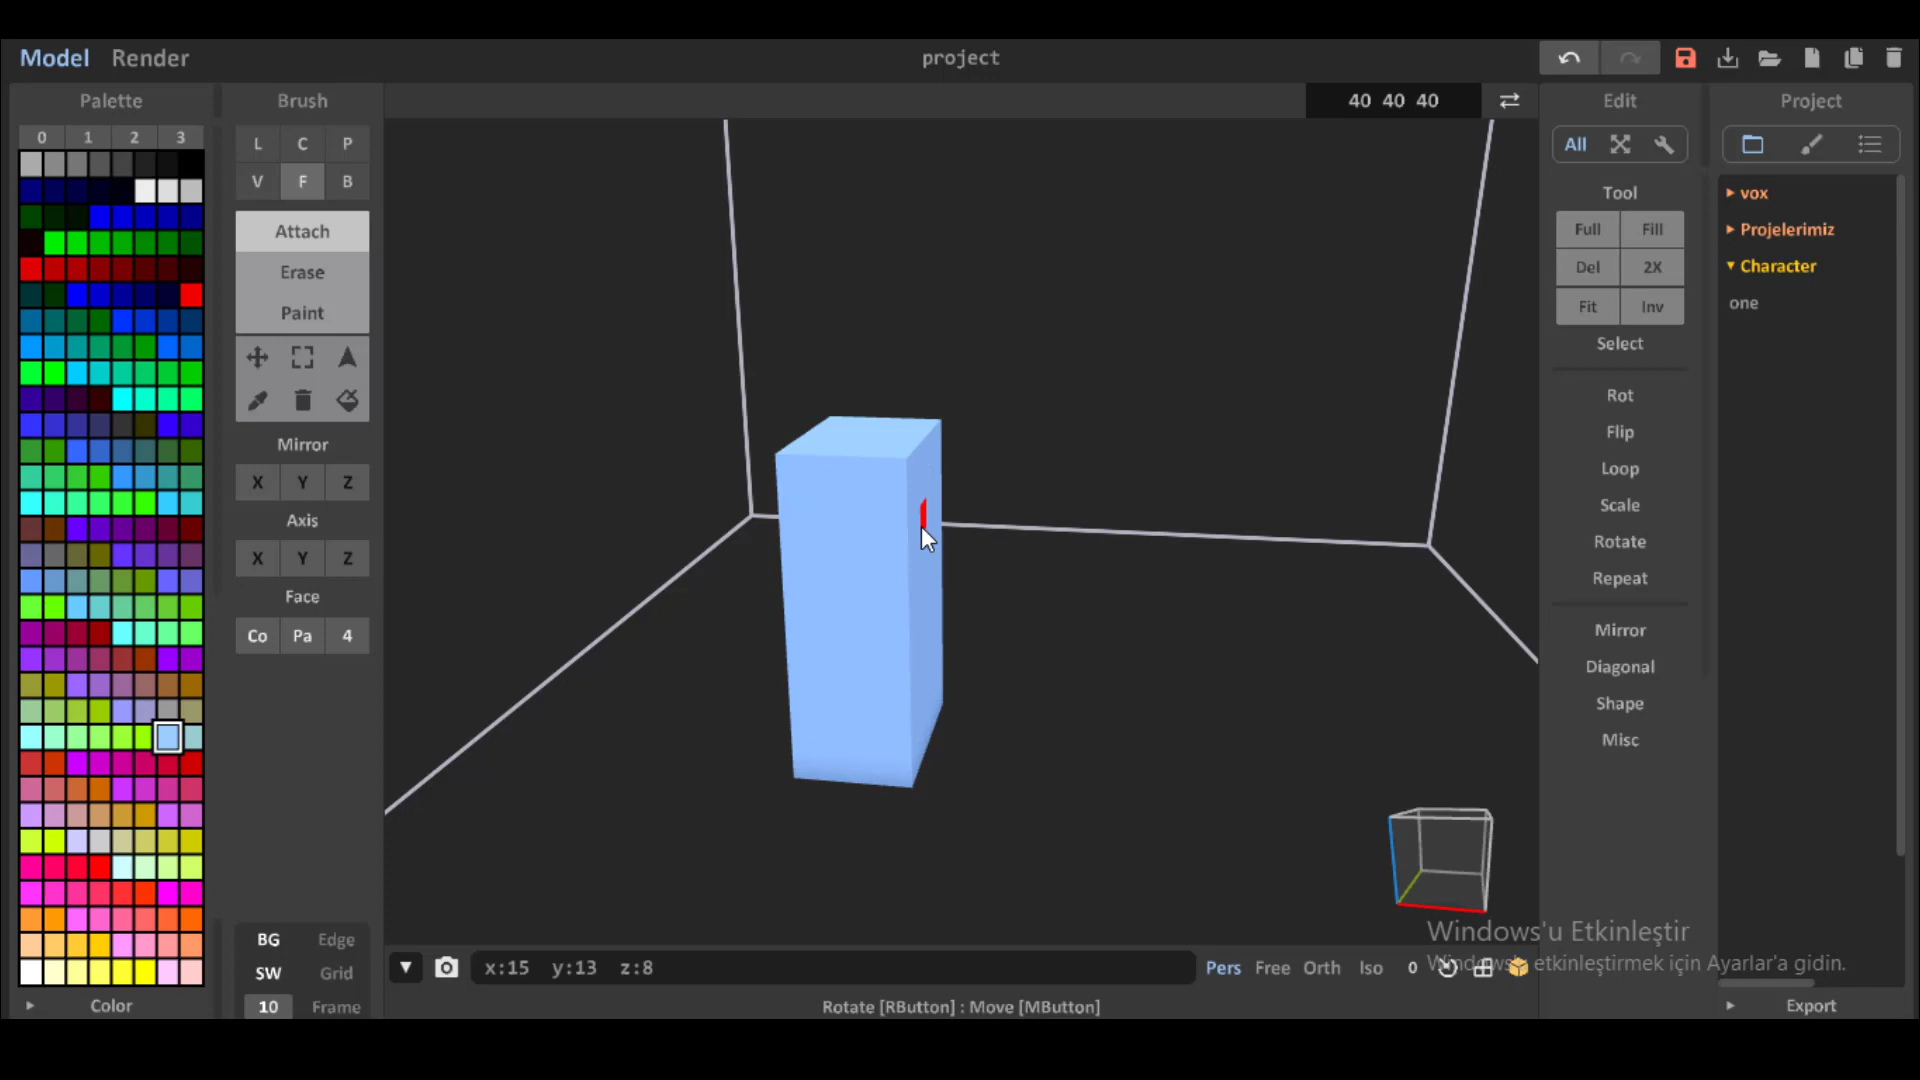 Model Render
project
Palette
Brush
40 40 40
Edit
Project
0 1 2 3
L C P
V F B
All
Attach
Erase
Paint
Tool
Full Fill
Del 2X
Fit Inv
Select
vox
Projelerimiz
Character
one
Mirror
X Y Z
Axis
X Y Z
Face
Co Pa 4
Rot
Flip
Loop
Scale
Rotate
Repeat
Mirror
Diagonal
Shape
Misc
BG Edge
SW Grid
10 Frame
Color
x:15 y:13 z:8
Pers Free Orth Iso 0
Windows'u Etkinleştir
Windows'u etkinleştirmek için Ayarlar'a gidin.
Rotate [RButton] : Move [MButton]
Export